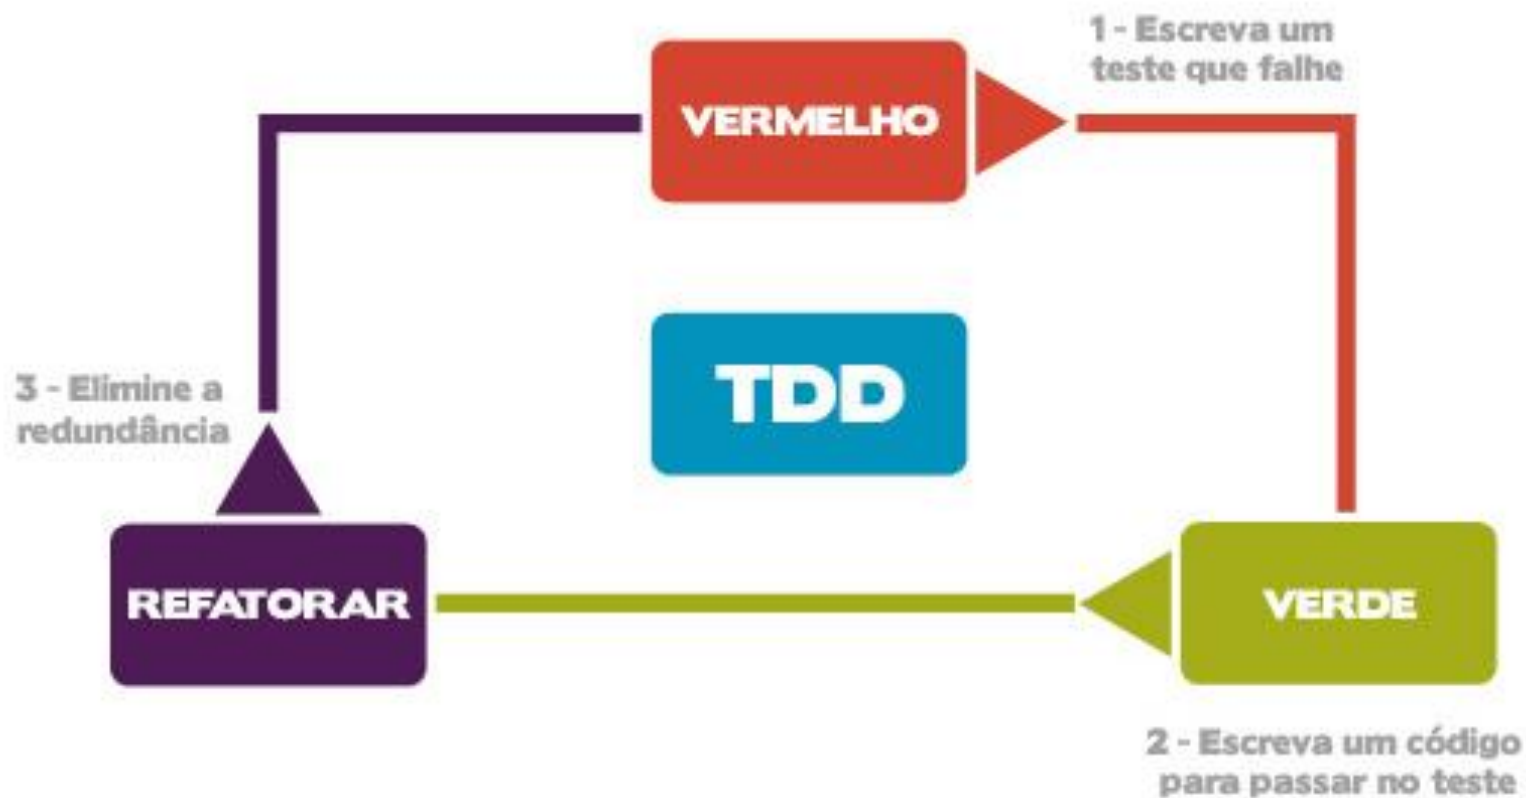 1 - Escreva um
teste que falhe
VERMELHO
TDD
3 - Elimine a
redundância
REFATORAR
VERDE
2 - Escreva um código
para passar no teste